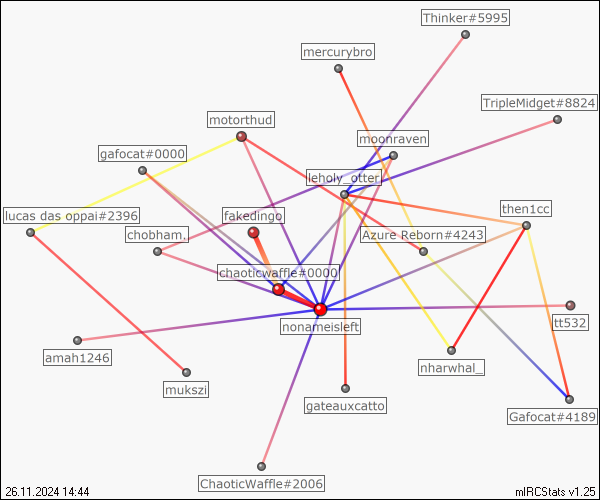 Thinker#5995
mercurybro
TripleMidget#8824
motorthud
moonraven
gafocat#0000
leholy_otter
lucas das oppai#2396
fakedingo
then1cc
chobham.
Azure Reborn#4243
chaoticwaffle#0000
nonameisleft
tt532
amah1246
nharwhal_
mukszi
gateauxcatto
Gafocat#4189
ChaoticWaffle#2006
26.11.2024 14:44
mIRCStats v1.25